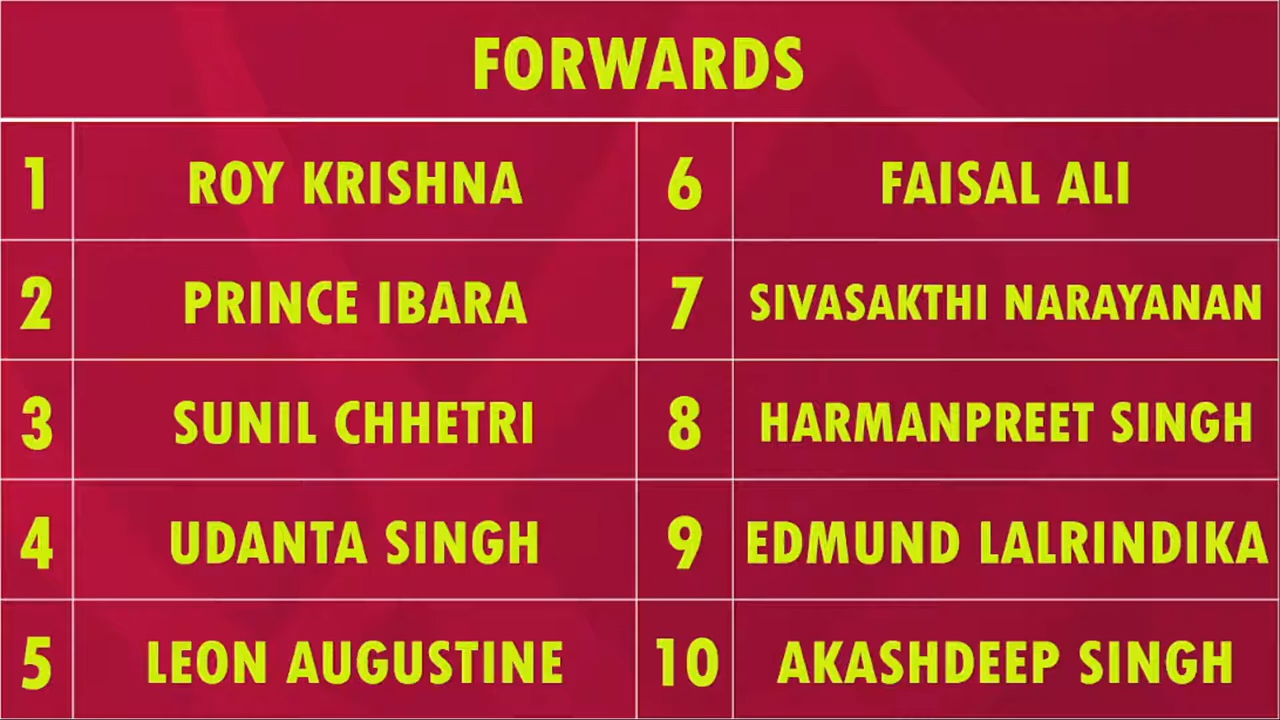 FORWARDS
1 ROY KRISHNA 6 FAISAL ALI
2 PRINCE IBARA 7 SIVASAKTHI NARAYANAN
3 SUNIL CHHETRI 8 HARMANPREET SINGH
4 UDANTA SINGH 9 EDMUND LALRINDIKA
5 LEON AUGUSTINE 10 AKASHDEEP SINGH